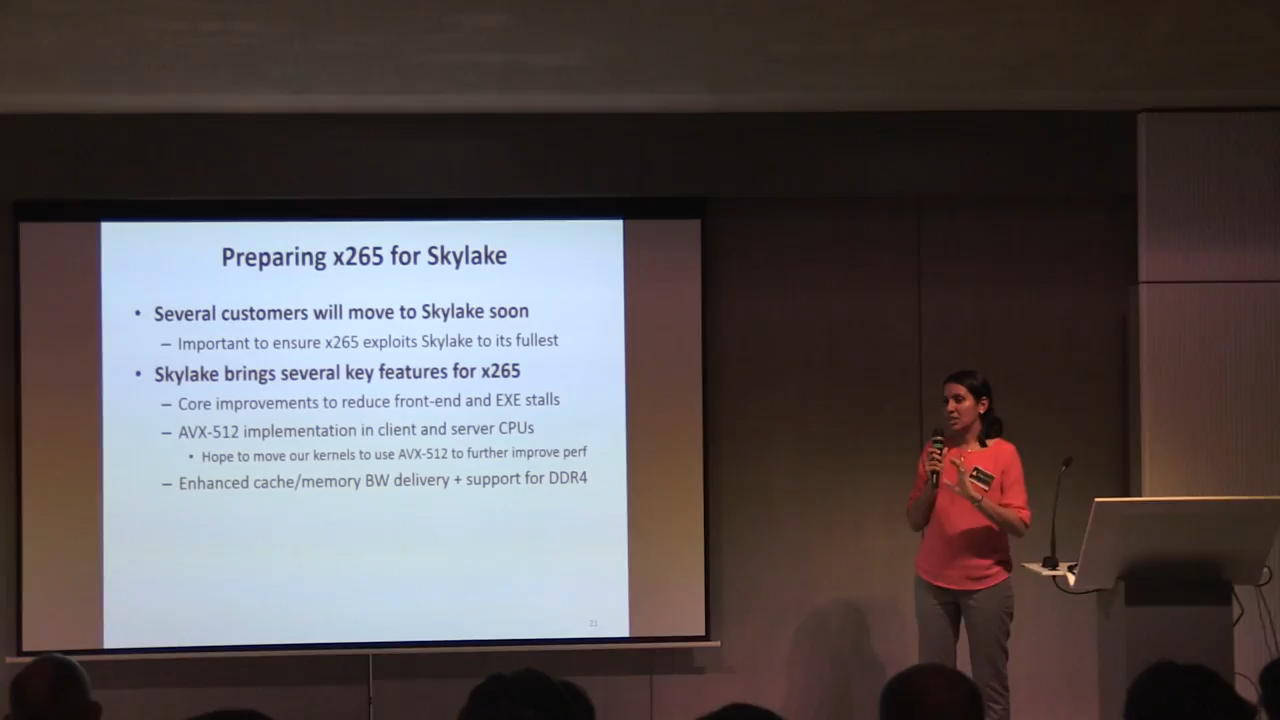 Preparing x265 for Skylake
• Several customers will move to Skylake soon
– Important to ensure x265 exploits Skylake to its fullest
• Skylake brings several key features for x265
– Core improvements to reduce front-end and EXE stalls
– AVX-512 implementation in client and server CPUs
• Hope to move our kernels to use AVX-512 to further improve perf
– Enhanced cache/memory BW delivery + support for DDR4
21